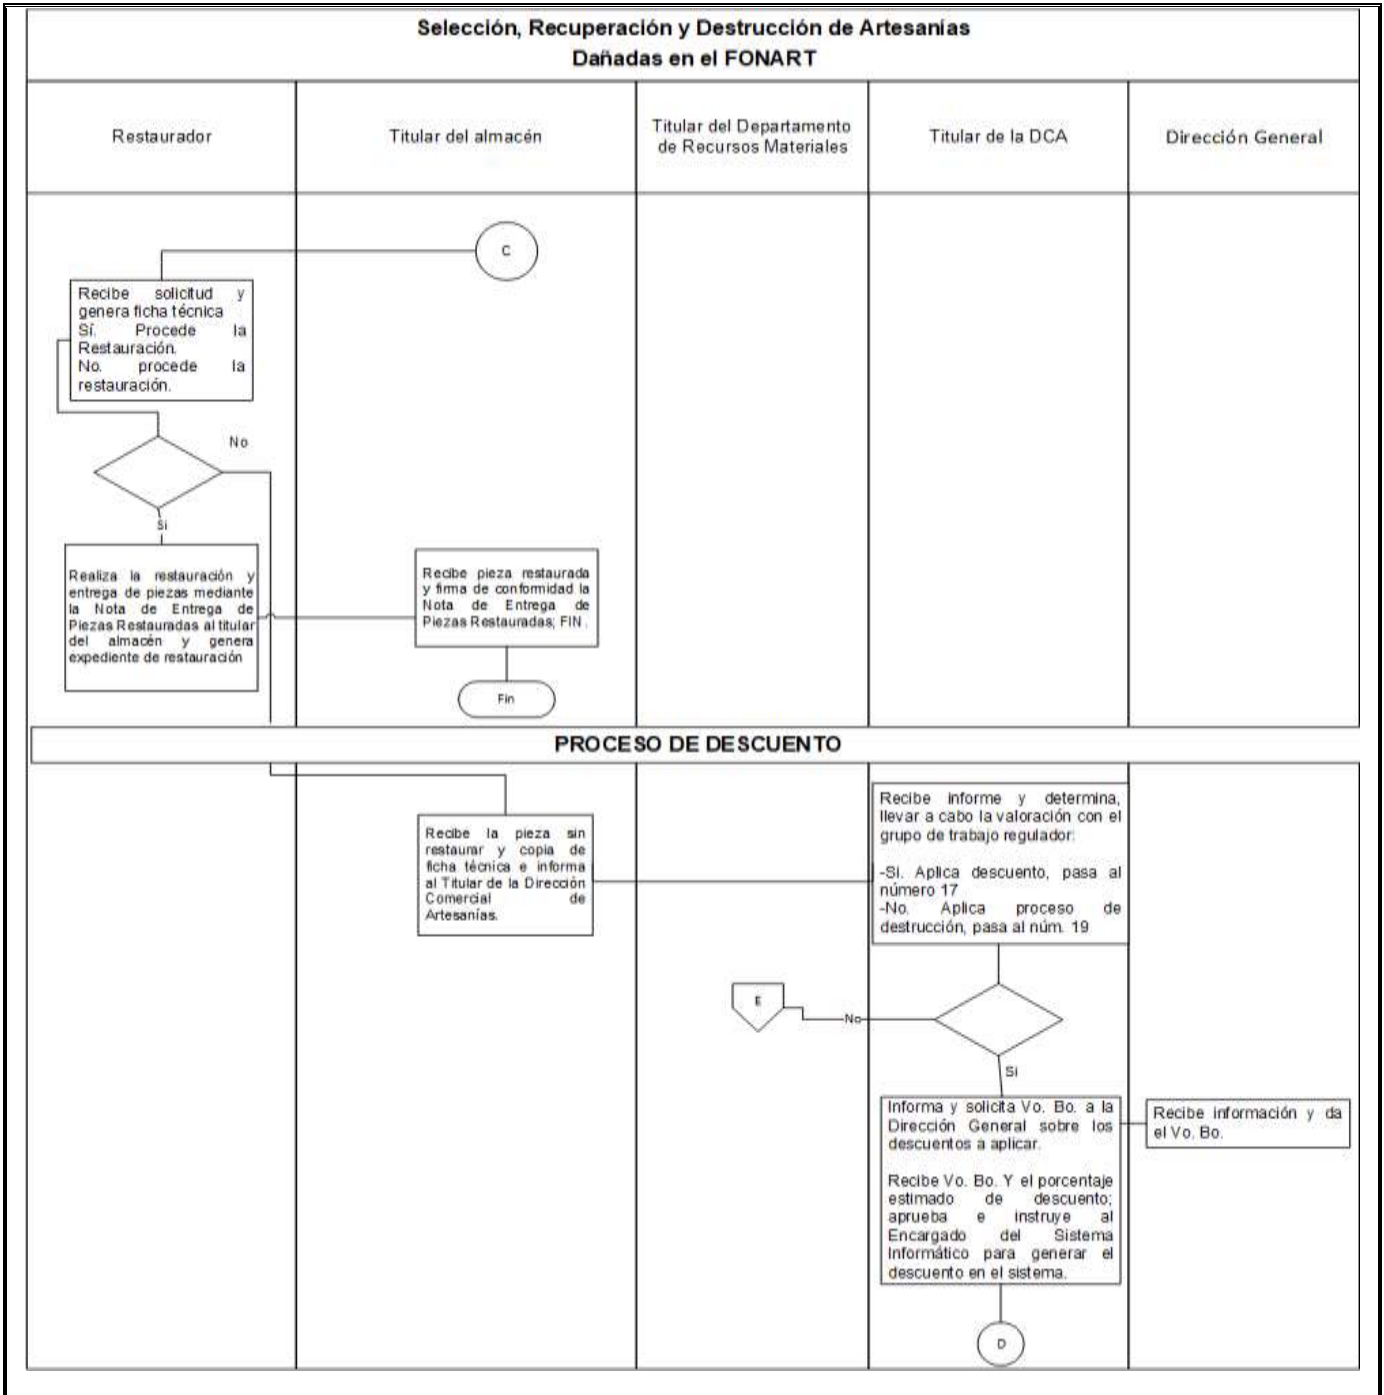 Selección, Recuperación y Destrucción de Artesanías
Dañadas en el FONART
Restaurador
Titular del almacén
Titular del Departamento
de Recursos Materiales
Titular de la DCA
Dirección General
C
Recibe solicitud y
genera ficha técnica
Sí. Procede la
Restauración.
No. procede la
restauración.
No
Si
Realiza la restauración y
entrega de piezas mediante
la Nota de Entrega de
Piezas Restauradas al titular
del almacén y genera
expediente de restauración
Recibe pieza restaurada
y firma de conformidad la
Nota de Entrega de
Piezas Restauradas; FIN.
Fin
PROCESO DE DESCUENTO
Recibe la pieza sin
restaurar y copia de
ficha técnica e informa
al Titular de la Dirección
Comercial de
Artesanías.
Recibe informe y determina,
llevar a cabo la valoración con el
grupo de trabajo regulador:
-Si. Aplica descuento, pasa al
número 17
-No. Aplica proceso de
destrucción, pasa al núm. 19
E
No
Si
Informa y solicita Vo. Bo. a la
Dirección General sobre los
descuentos a aplicar.
Recibe Vo. Bo. Y el porcentaje
estimado de descuento;
aprueba e instruye al
Encargado del Sistema
Informático para generar el
descuento en el sistema.
Recibe información y da
el Vo. Bo.
D